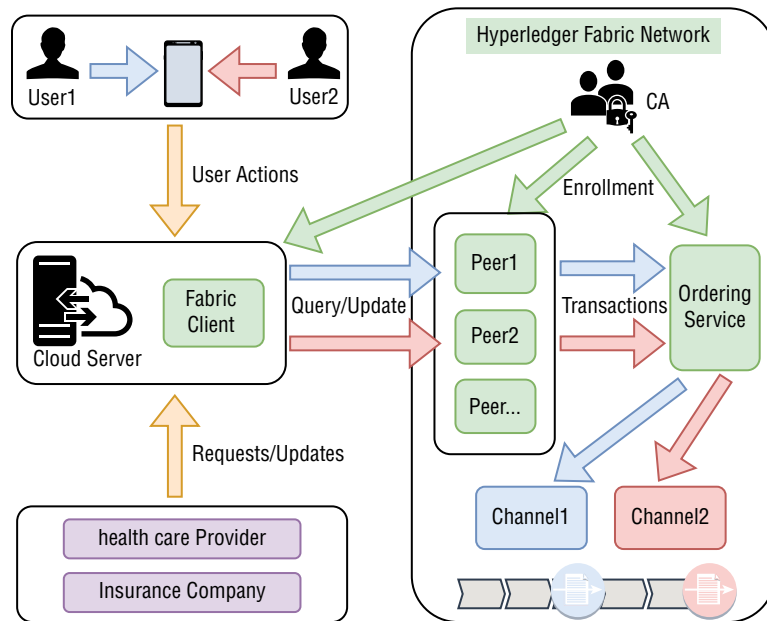 Hyperledger Fabric Network
User1
User2
CA
User Actions
Enrollment
Cloud Server
Fabric
Client
Query/Update
Peer1
Peer2
Peer...
Transactions
Ordering
Service
Requests/Updates
health care Provider
Insurance Company
Channel1
Channel2